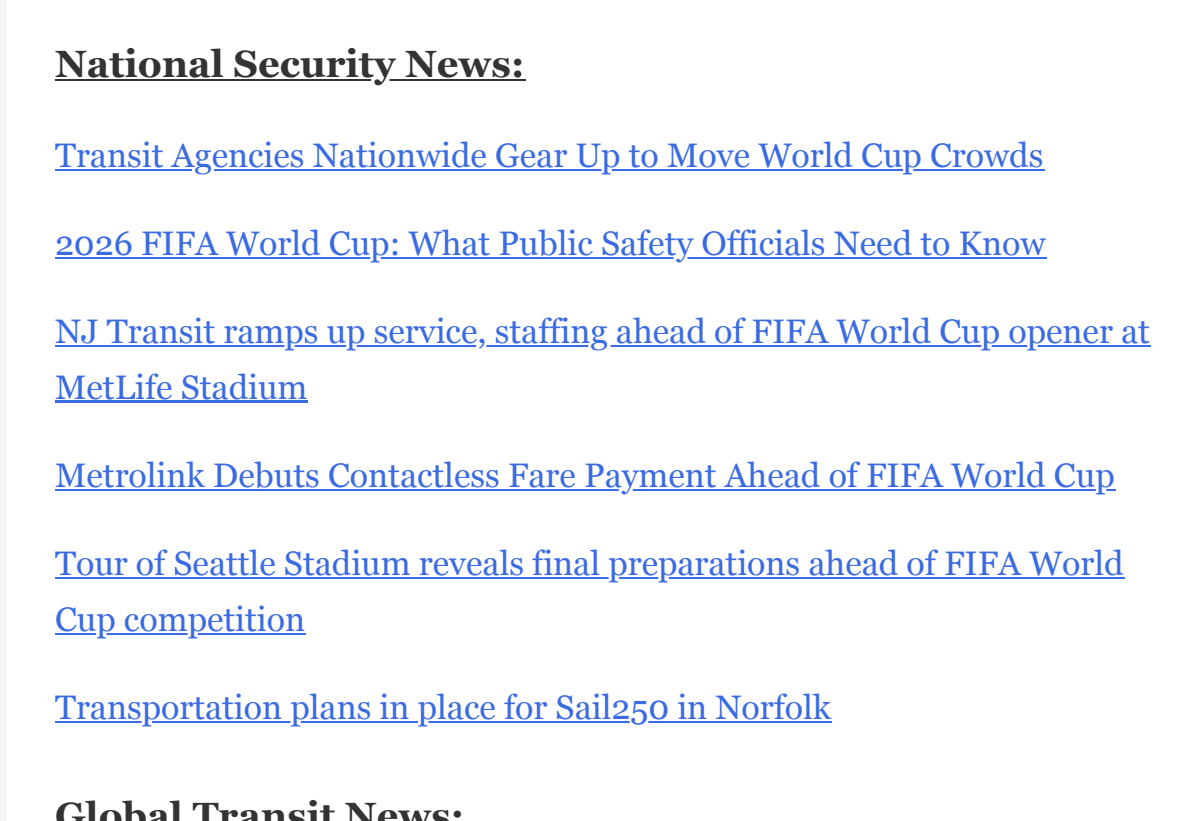 National Security News:
Transit Agencies Nationwide Gear Up to Move World Cup Crowds
2026 FIFA World Cup: What Public Safety Officials Need to Know
NJ Transit ramps up service, staffing ahead of FIFA World Cup opener at
MetLife Stadium
Metrolink Debuts Contactless Fare Payment Ahead of FIFA World Cup
Tour of Seattle Stadium reveals final preparations ahead of FIFA World
Cup competition
Transportation plans in place for Sail250 in Norfolk
Global Transit News: